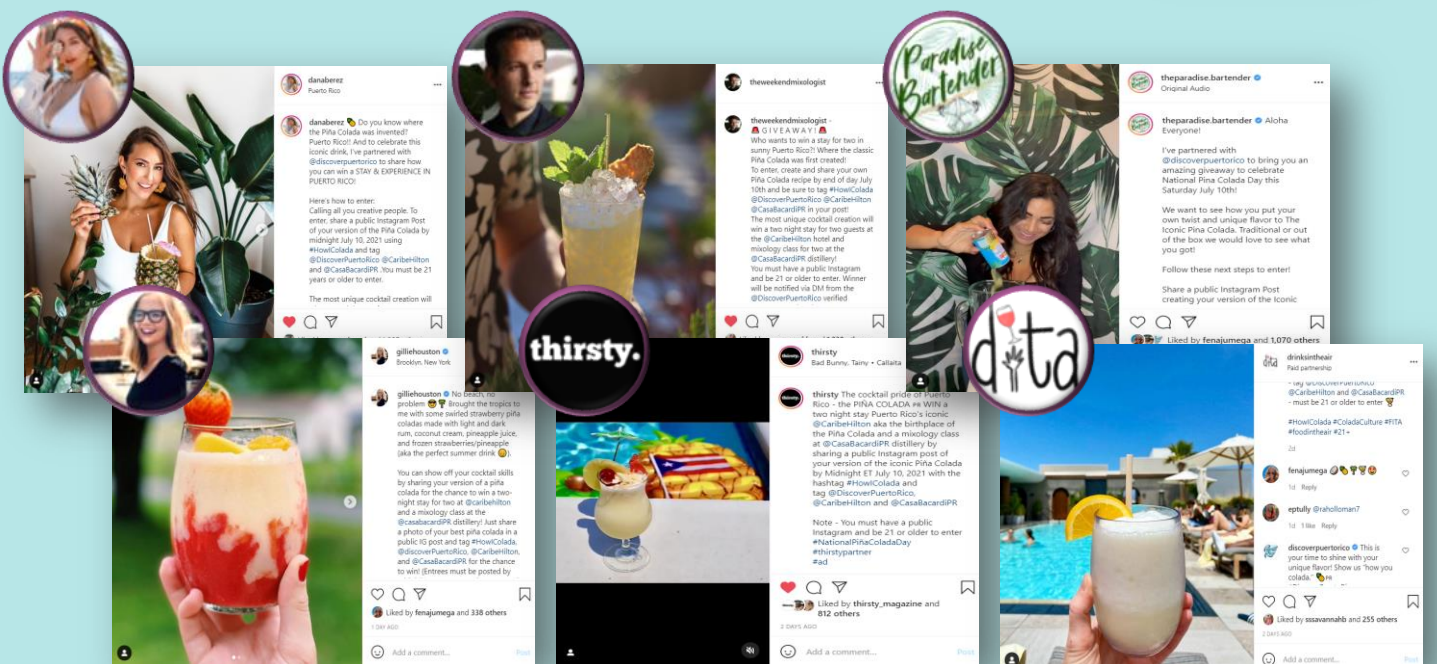 danaberez
Puerto Rico
danaberez 🍍 Do you know where
the Piña Colada was invented?
Puerto Rico!! And to celebrate this
iconic drink, I've partnered with
@discoverpuertorico to share how
you can win a STAY & EXPERIENCE IN
PUERTO RICO!
Here's how to enter:
Calling all you creative people. To
enter, share a public Instagram Post
of your version of the Piña Colada by
midnight July 10, 2021 using
#HowIColada and tag
@DiscoverPuertoRico @CaribeHilton
and @CasaBacardiPR .You must be 21
years or older to enter.
The most unique cocktail creation will
theweekendmixologist
theweekendmixologist -
🚨 G I V E A W A Y ! 🚨
Who wants to win a stay for two in
sunny Puerto Rico?! Where the classic
Piña Colada was first created!
To enter, create and share your own
Piña Colada recipe by end of day July
10th and be sure to tag #HowIColada
@DiscoverPuertoRico @CaribeHilton
@CasaBacardiPR in your post!
The most unique cocktail creation will
win a two night stay for two guests at
the @CaribeHilton hotel and
mixology class for two at the
@CasaBacardiPR distillery!
You must have a public Instagram
and be 21 or older to enter. Winner
will be notified via DM from the
@DiscoverPuertoRico verified
Paradise
Bartender
theparadise.bartender
Original Audio
theparadise.bartender Aloha
Everyone!
I've partnered with
@discoverpuertorico to bring you an
amazing giveaway to celebrate
National Pina Colada Day this
Saturday July 10th!
We want to see how you put your
own twist and unique flavor to The
Iconic Pina Colada. Traditional or out
of the box we would love to see what
you got!
Follow these next steps to enter!
Share a public Instagram Post
creating your version of the Iconic
Liked by fenajumega and 1,070 others
gilliehouston
Brooklyn, New York
gilliehouston No beach, no
problem 😎🌴 Brought the tropics to
me with some swirled strawberry piña
coladas made with light and dark
rum, coconut cream, pineapple juice,
and frozen strawberries/pineapple
(aka the perfect summer drink 😋).
You can show off your cocktail skills
by sharing your version of a piña
colada for the chance to win a two-
night stay for two at @caribehilton
and a mixology class at the
@casabacardiPR distillery! Just share
a photo of your best piña colada in a
public IG post and tag #HowIColada,
@discoverPuertoRico, @CaribeHilton,
and @CasaBacardiPR for the chance
to win! (Entrees must be posted by
Liked by fenajumega and 338 others
1 DAY AGO
Add a comment...
Post
thirsty.
thirsty
Bad Bunny, Tainy • Callaita
thirsty The cocktail pride of Puerto
Rico - the PIÑA COLADA 🇵🇷 WIN a
two night stay Puerto Rico's iconic
@CaribeHilton aka the birthplace of
the Piña Colada and a mixology class
at @CasaBacardiPR distillery by
sharing a public Instagram post of
your version of the iconic Piña Colada
by Midnight ET July 10, 2021 with the
hashtag #HowIColada and
tag @DiscoverPuertoRico,
@CaribeHilton and @CasaBacardiPR
Note - You must have a public
Instagram and be 21 or older to enter
#NationalPiñaColadaDay
#thirstypartner
#ad
Liked by thirsty_magazine and
812 others
2 DAYS AGO
Add a comment...
Post
dita
dita
drinksintheair
Paid partnership
- tag @DiscoverPuertoRico
@CaribeHilton and @CasaBacardiPR
- must be 21 or older to enter 🍹
#HowIColada #ColadaCulture #FITA
#foodintheair #21+
2d
fenajumega 🥥🍍🌴🍹😍
1d Reply
eptully @raholloman7
1d 1 like Reply
discoverpuertorico This is
your time to shine with your
unique flavor! Show us "how you
colada." 🍍🇵🇷
Liked by sssavannahb and 255 others
2 DAYS AGO
Add a comment...
Post